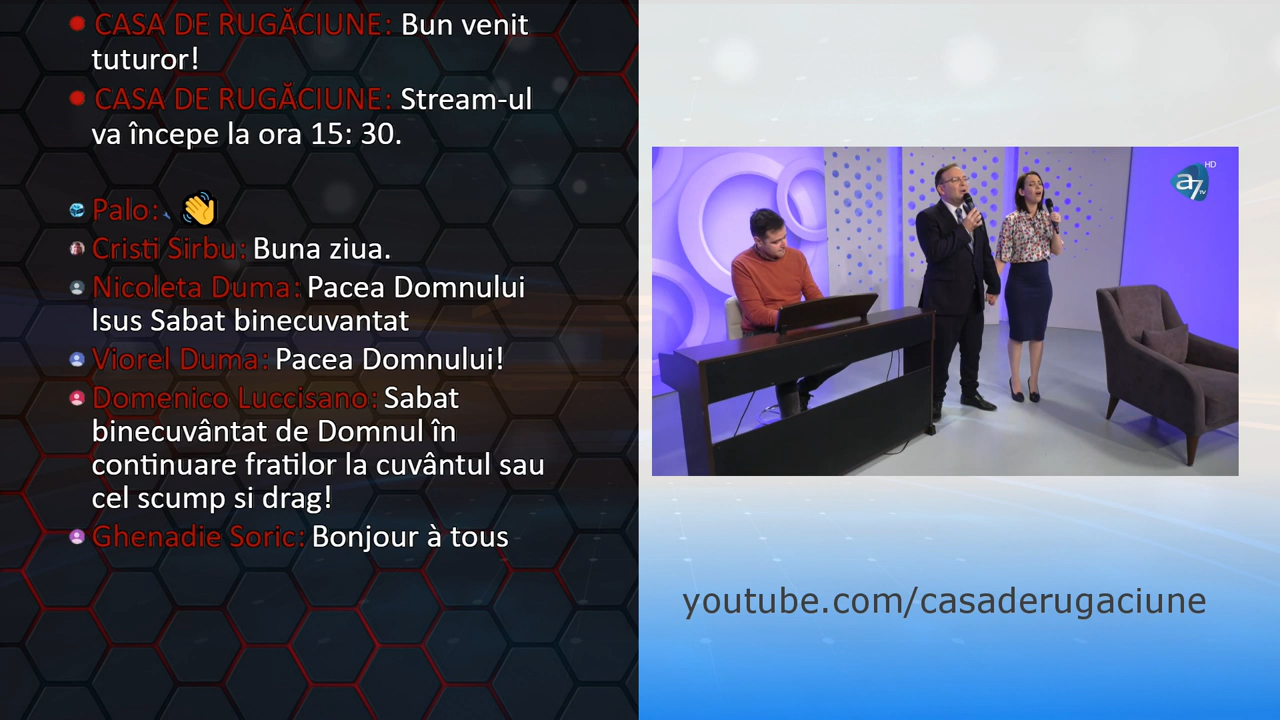 CASA DE RUGĂCIUNE: Bun venit
tuturor!
CASA DE RUGĂCIUNE: Stream-ul
va începe la ora 15: 30.
Palo:
Cristi Sirbu: Buna ziua.
Nicoleta Duma: Pacea Domnului
Isus Sabat binecuvantat
Viorel Duma: Pacea Domnului!
Domenico Luccisano: Sabat
binecuvântat de Domnul în
continuare fratilor la cuvântul sau
cel scump si drag!
Ghenadie Soric: Bonjour à tous
HD
a7
TV
youtube.com/casaderugaciune